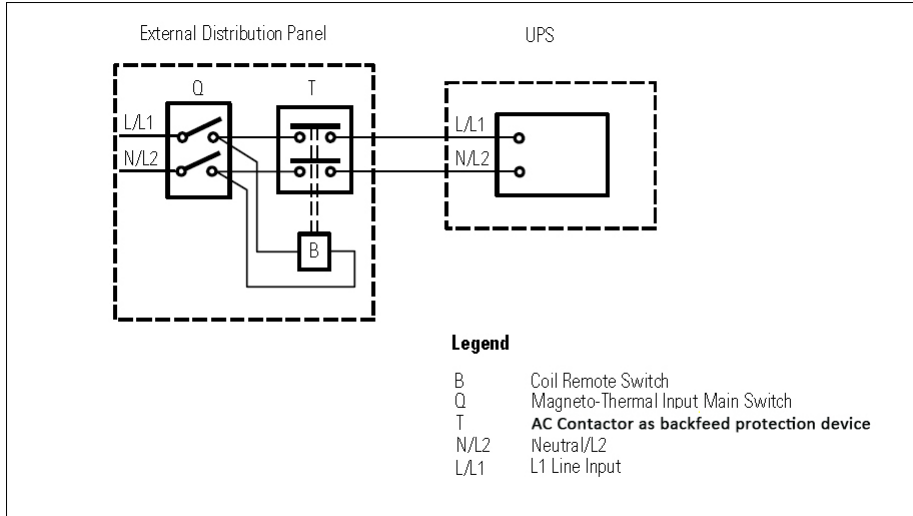 External Distribution Panel
UPS
Q
T
L/L1
L/L1
N/L2
N/L2
B
Legend
B Coil Remote Switch
Q Magneto-Thermal Input Main Switch
T AC Contactor as backfeed protection device
N/L2 Neutral/L2
L/L1 L1 Line Input